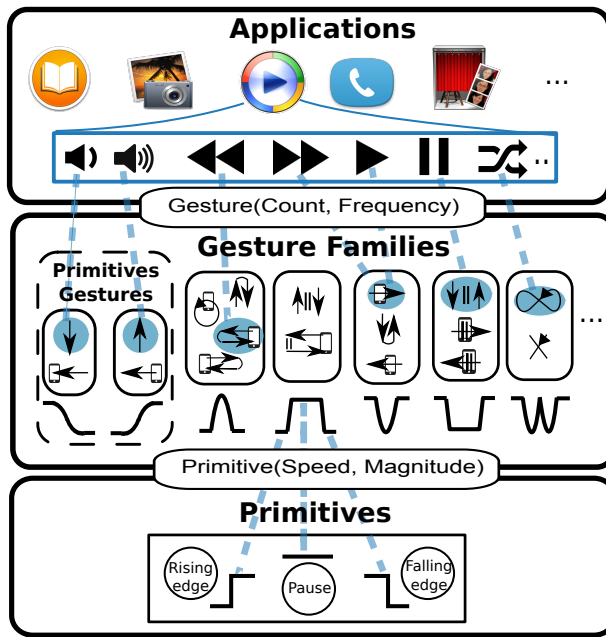 Applications
...
..
Gesture(Count, Frequency)
Gesture Families
Primitives
Gestures
...
Primitive(Speed, Magnitude)
Primitives
Rising
edge
Pause
Falling
edge